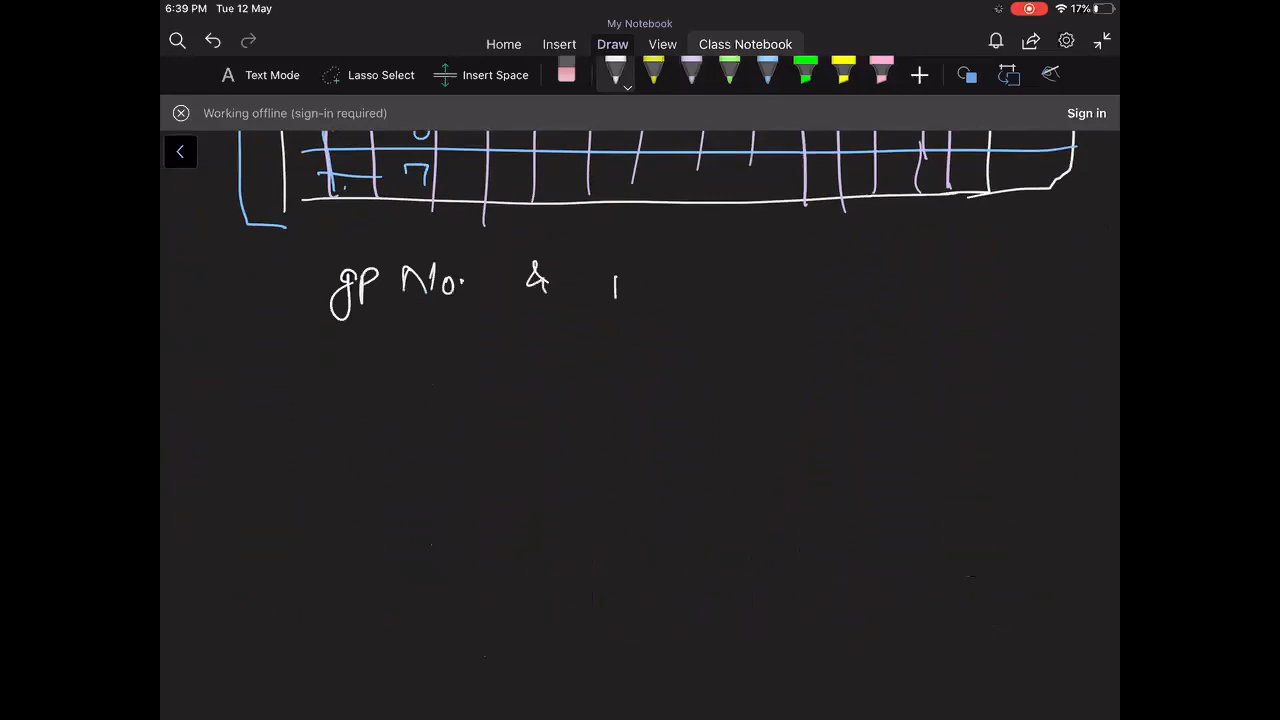 6:39 PM Tue 12 May 17%
My Notebook
Home Insert Draw View Class Notebook
A Text Mode Lasso Select Insert Space
Working offline (sign-in required) Sign in
7
gp No. &